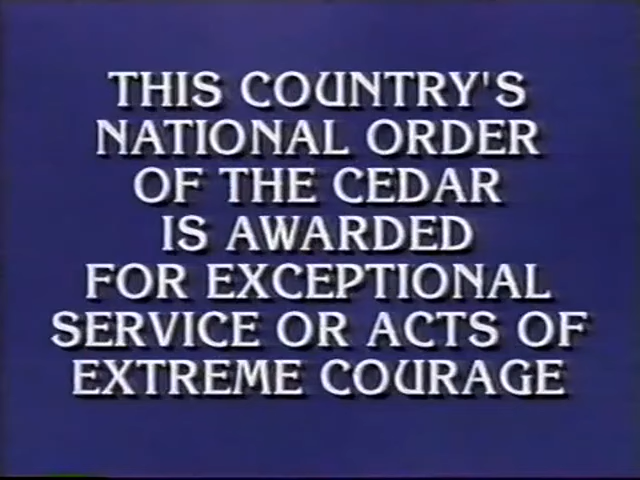 THIS COUNTRY'S
NATIONAL ORDER
OF THE CEDAR
IS AWARDED
FOR EXCEPTIONAL
SERVICE OR ACTS OF
EXTREME COURAGE